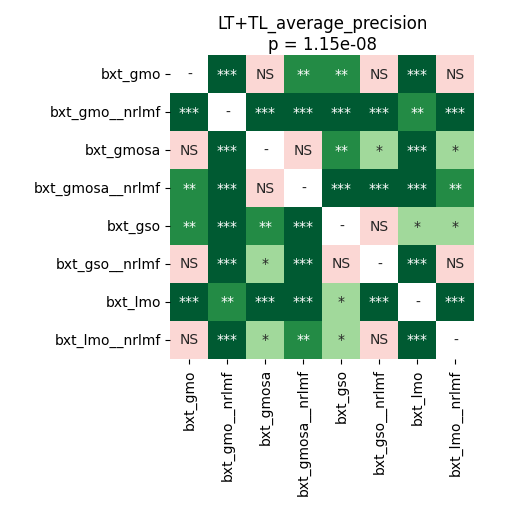 LT+TL_average_precision
p = 1.15e-08
bxt_gmo - *** NS ** ** NS *** NS
bxt_gmo__nrlmf *** - *** *** *** *** ** ***
bxt_gmosa NS *** - NS ** * *** *
bxt_gmosa__nrlmf ** *** NS - *** *** *** **
bxt_gso ** *** ** *** - NS * *
bxt_gso__nrlmf NS *** * *** NS - *** NS
bxt_lmo *** ** *** *** * *** - ***
bxt_lmo__nrlmf NS *** * ** * NS *** -
bxt_gmo
bxt_gmo__nrlmf
bxt_gmosa
bxt_gmosa__nrlmf
bxt_gso
bxt_gso__nrlmf
bxt_lmo
bxt_lmo__nrlmf